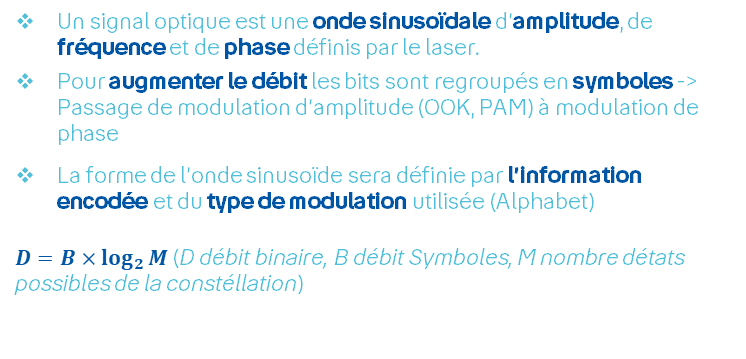 ❖ Un signal optique est une onde sinusoïdale d'amplitude, de
fréquence et de phase définis par le laser.
❖ Pour augmenter le débit les bits sont regroupés en symboles ->
Passage de modulation d'amplitude (OOK, PAM) à modulation de
phase
❖ La forme de l'onde sinusoïde sera définie par l'information
encodée et du type de modulation utilisée (Alphabet)
D = B × log₂ M (D débit binaire, B débit Symboles, M nombre détats
possibles de la constéllation)